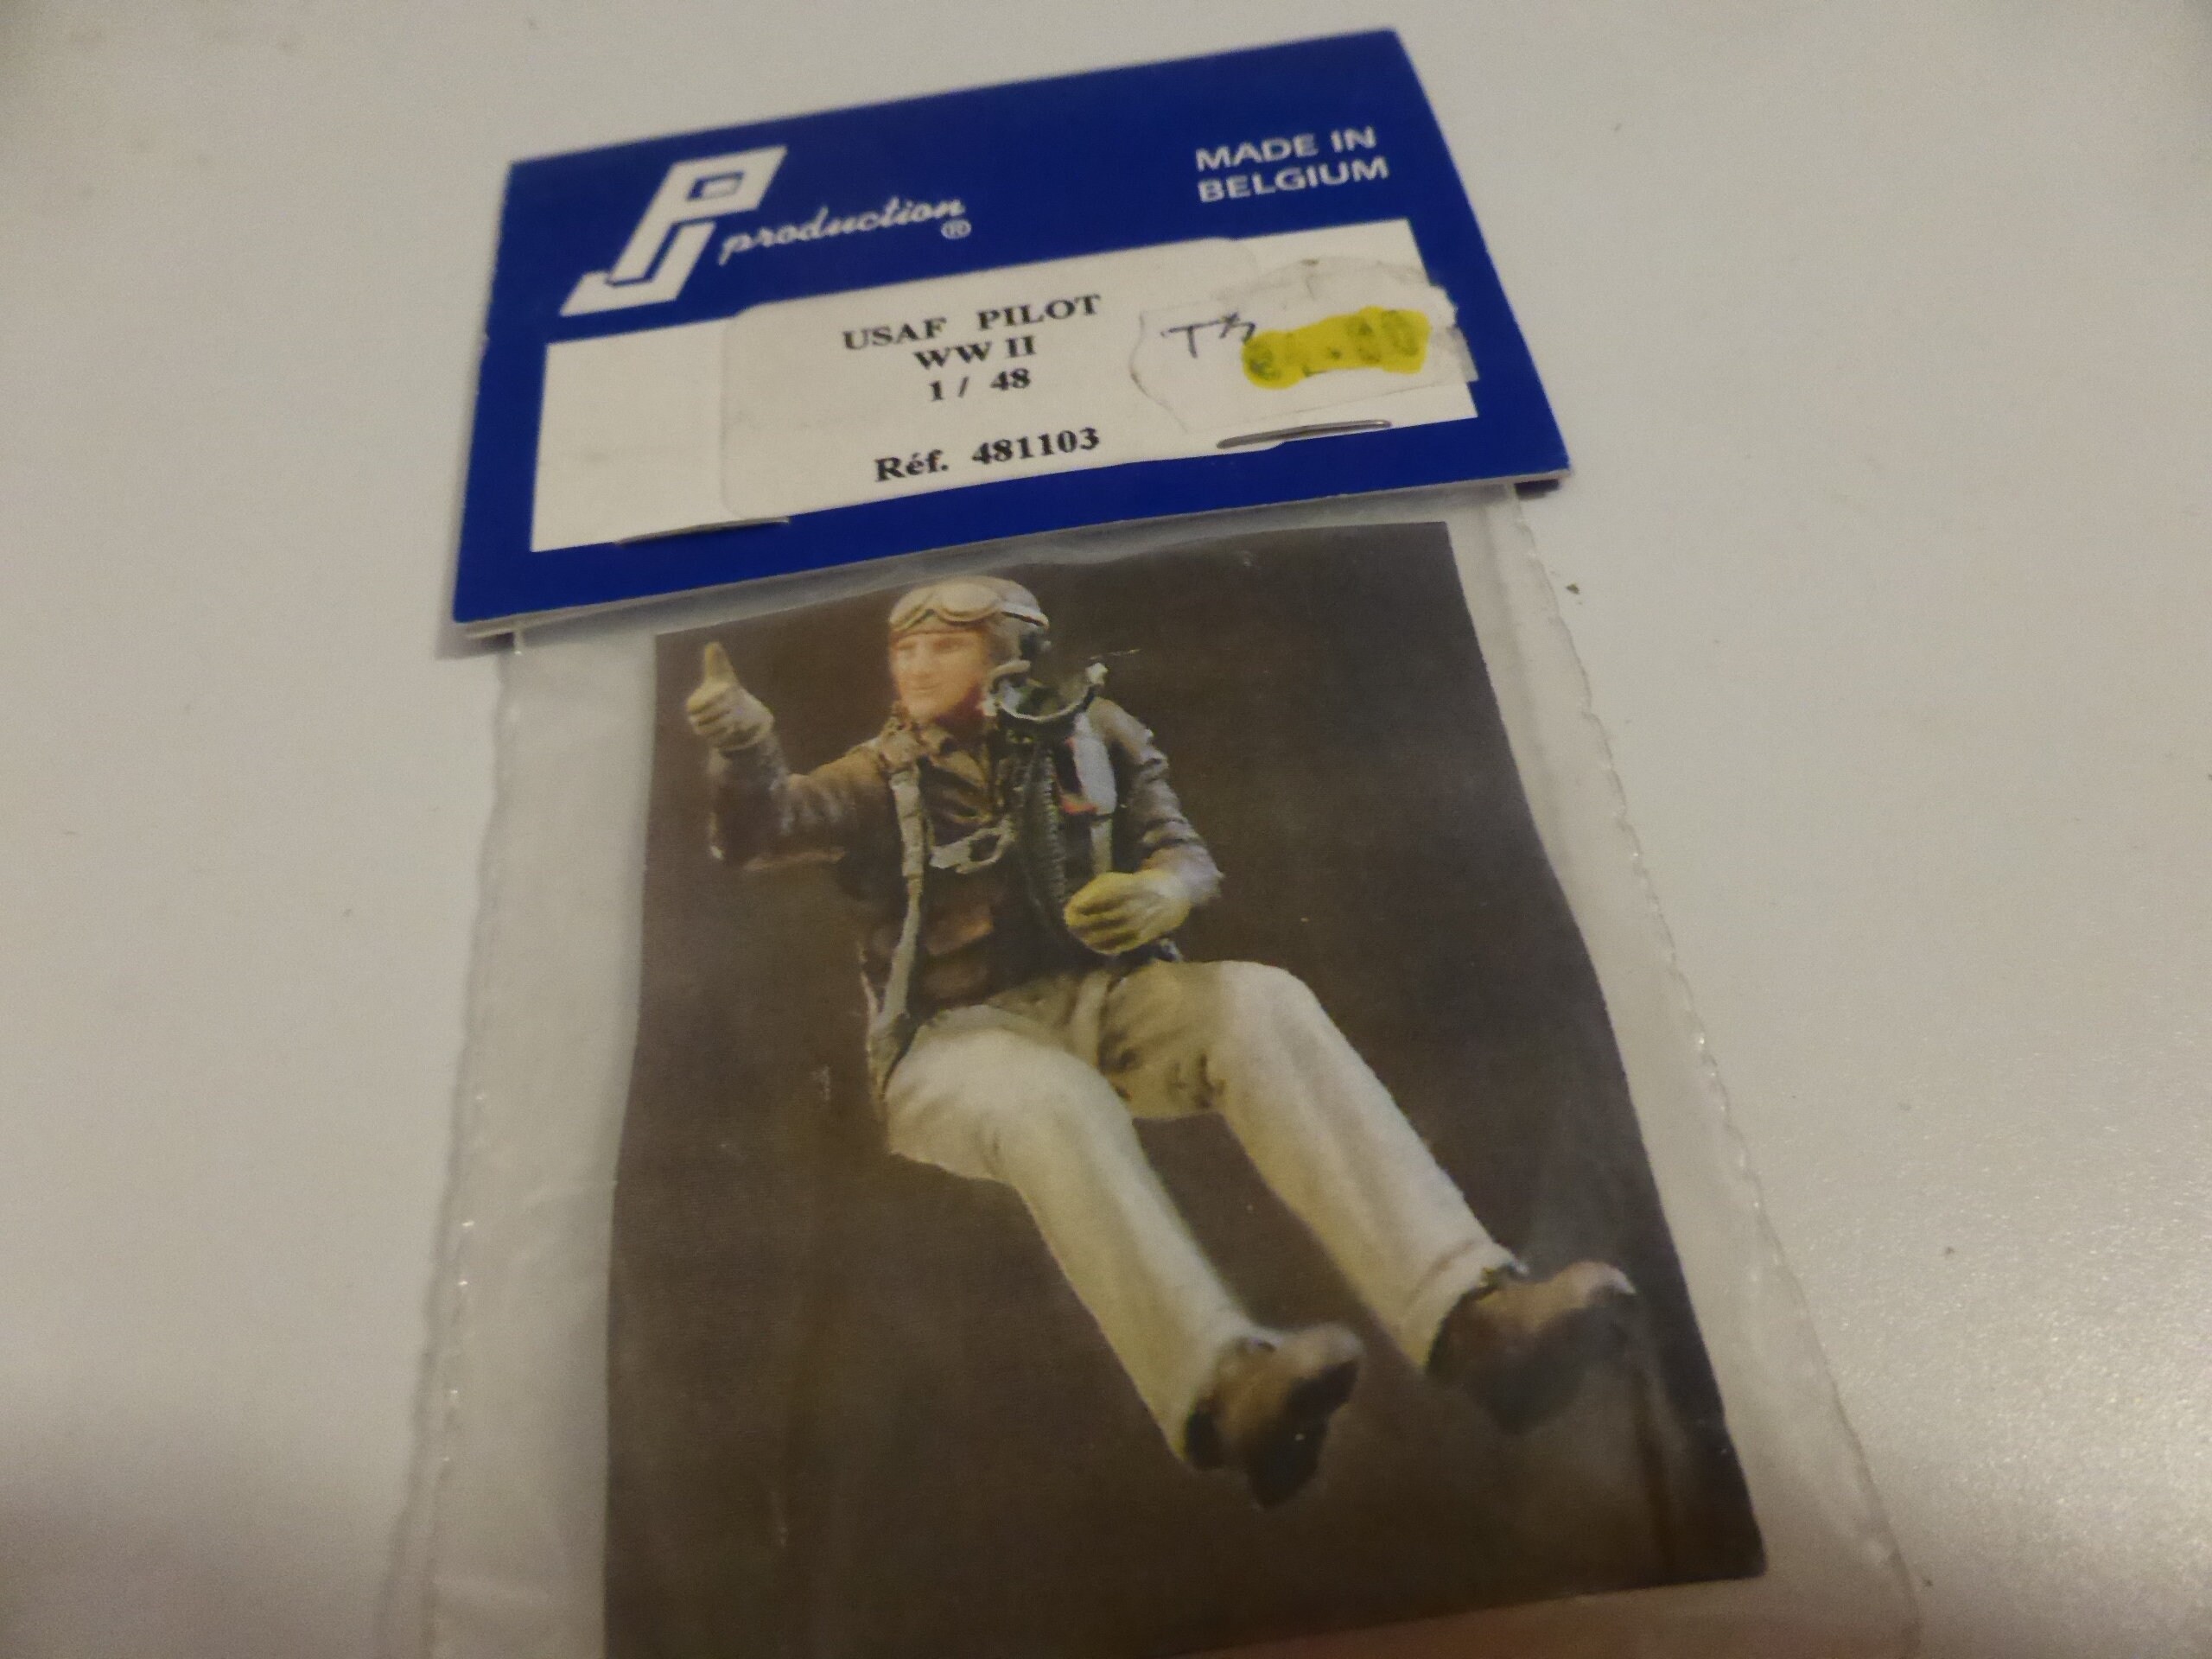 PJ production®
MADE IN
BELGIUM
USAF PILOT
WW II
1 / 48
Réf. 481103